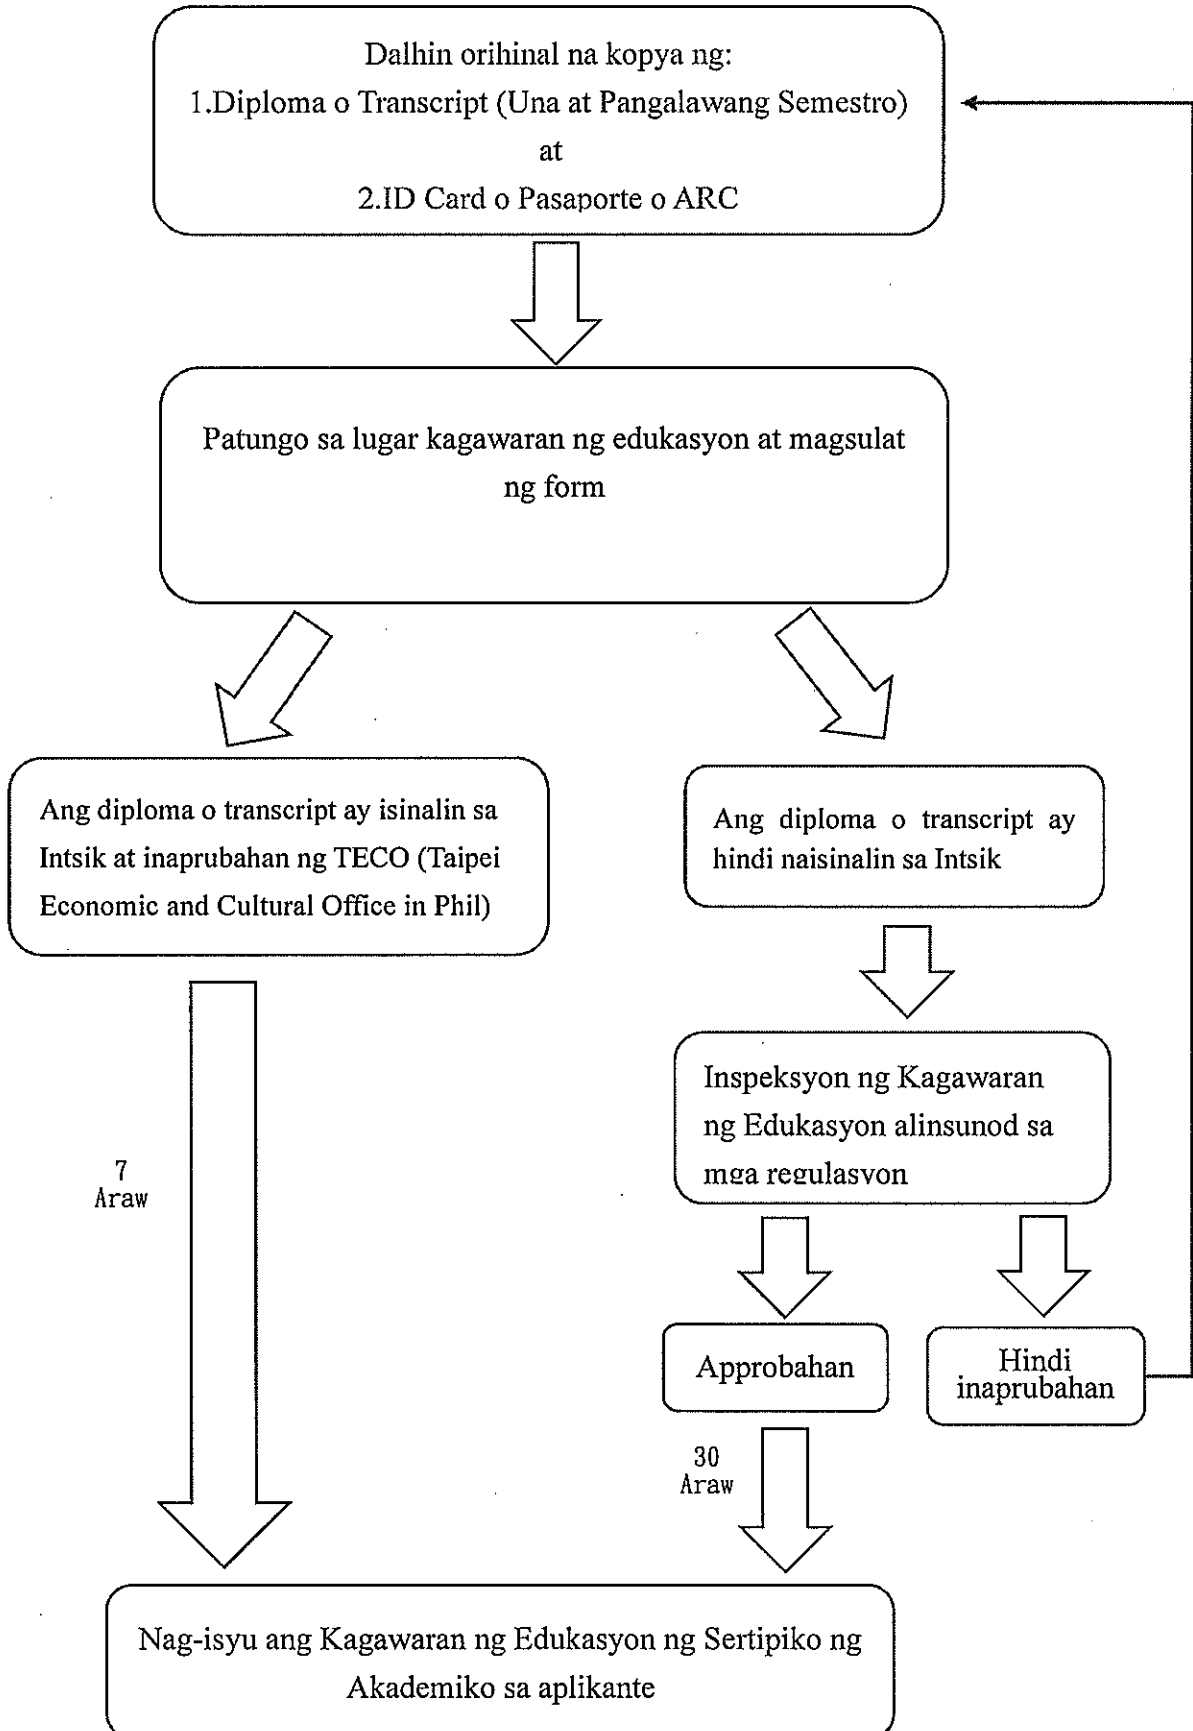 Dalhin orihinal na kopya ng:
1.Diploma o Transcript (Una at Pangalawang Semestro)
at
2.ID Card o Pasaporte o ARC
Patungo sa lugar kagawaran ng edukasyon at magsulat
ng form
Ang diploma o transcript ay isinalin sa
Intsik at inaprubahan ng TECO (Taipei
Economic and Cultural Office in Phil)
Ang diploma o transcript ay
hindi naisinalin sa Intsik
Inspeksyon ng Kagawaran
ng Edukasyon alinsunod sa
mga regulasyon
7
Araw
Approbahan
Hindi
inaprubahan
30
Araw
Nag-isyu ang Kagawaran ng Edukasyon ng Sertipiko ng
Akademiko sa aplikante